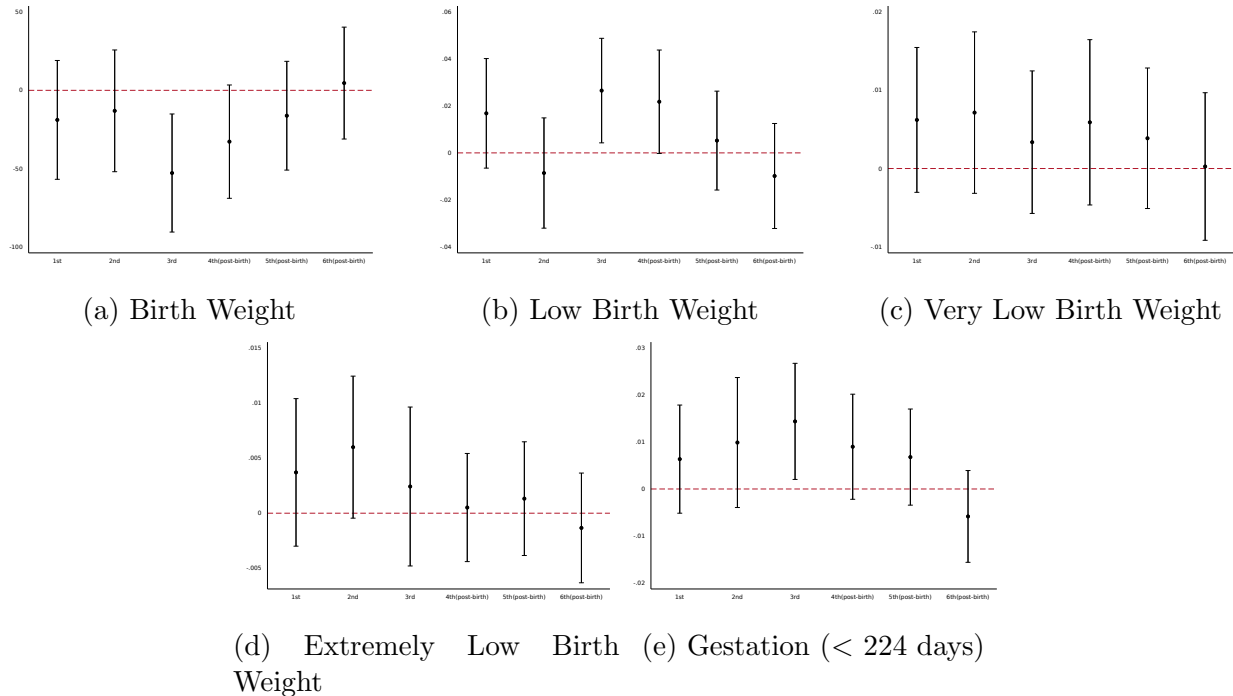 50
0
-50
-100
1st 2nd 3rd 4th(post-birth) 5th(post-birth) 6th(post-birth)
(a) Birth Weight
.06
.04
.02
0
-.02
-.04
1st 2nd 3rd 4th(post-birth) 5th(post-birth) 6th(post-birth)
(b) Low Birth Weight
.02
.01
0
-.01
1st 2nd 3rd 4th(post-birth) 5th(post-birth) 6th(post-birth)
(c) Very Low Birth Weight
.015
.01
.005
0
-.005
1st 2nd 3rd 4th(post-birth) 5th(post-birth) 6th(post-birth)
(d) Extremely Low Birth
Weight
.03
.02
.01
0
-.01
-.02
1st 2nd 3rd 4th(post-birth) 5th(post-birth) 6th(post-birth)
(e) Gestation (< 224 days)